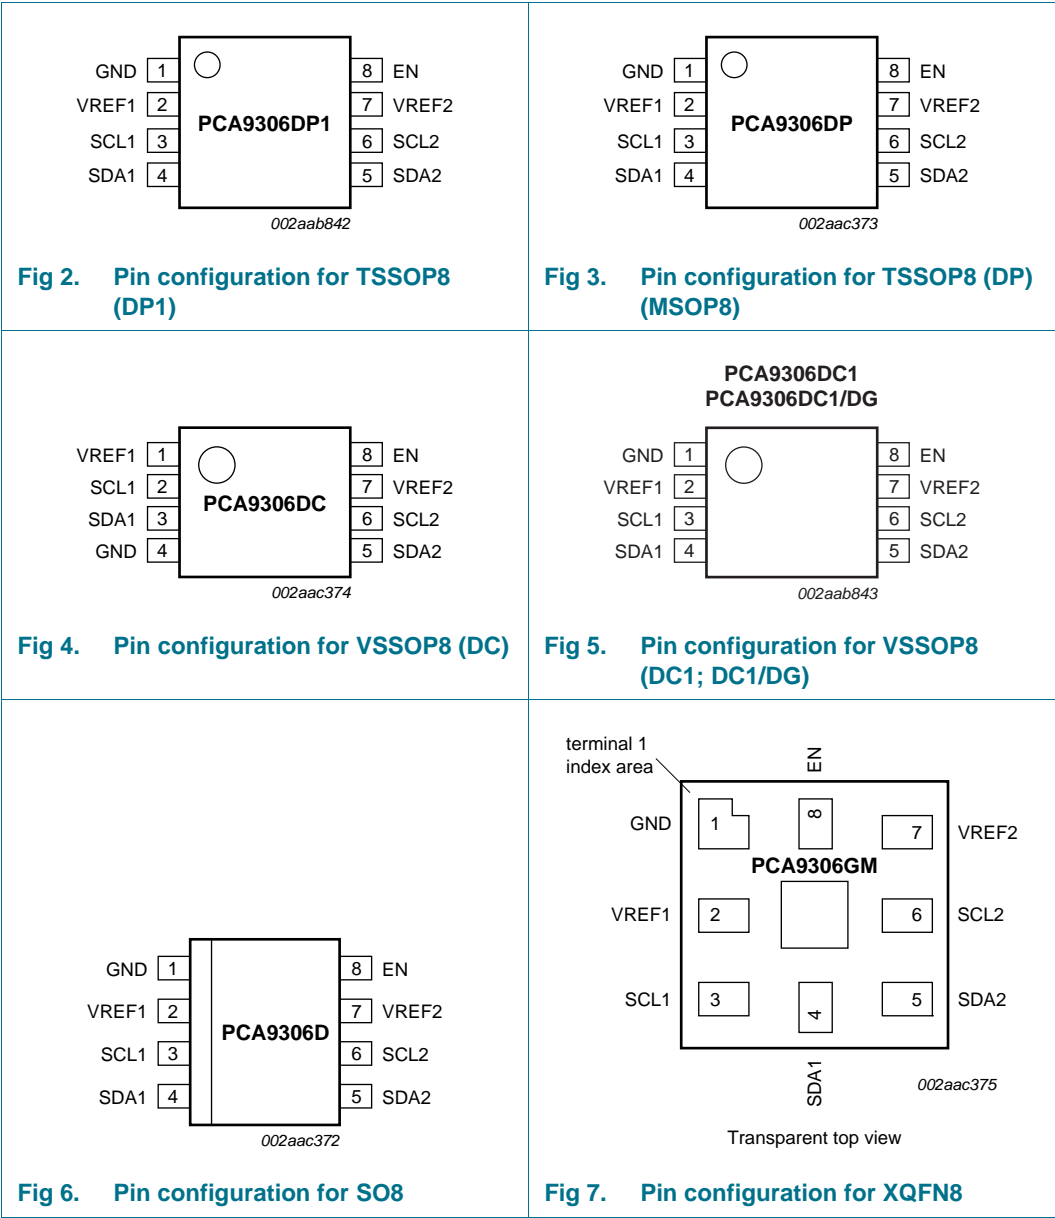 GND 1 8 EN
VREF1 2 7 VREF2
PCA9306DP1
SCL1 3 6 SCL2
SDA1 4 5 SDA2
002aab842
Fig 2. Pin configuration for TSSOP8
(DP1)
GND 1 8 EN
VREF1 2 7 VREF2
PCA9306DP
SCL1 3 6 SCL2
SDA1 4 5 SDA2
002aac373
Fig 3. Pin configuration for TSSOP8 (DP)
(MSOP8)
VREF1 1 8 EN
SCL1 2 7 VREF2
PCA9306DC
SDA1 3 6 SCL2
GND 4 5 SDA2
002aac374
Fig 4. Pin configuration for VSSOP8 (DC)
PCA9306DC1
PCA9306DC1/DG
GND 1 8 EN
VREF1 2 7 VREF2
SCL1 3 6 SCL2
SDA1 4 5 SDA2
002aab843
Fig 5. Pin configuration for VSSOP8
(DC1; DC1/DG)
GND 1 8 EN
VREF1 2 7 VREF2
PCA9306D
SCL1 3 6 SCL2
SDA1 4 5 SDA2
002aac372
Fig 6. Pin configuration for SO8
terminal 1
index area
EN
GND 1 8 7 VREF2
PCA9306GM
VREF1 2 6 SCL2
SCL1 3 4 5 SDA2
SDA1
002aac375
Transparent top view
Fig 7. Pin configuration for XQFN8